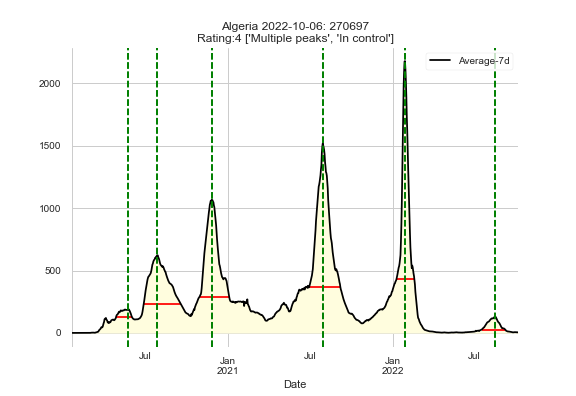 Algeria 2022-10-06: 270697
Rating:4 ['Multiple peaks', 'In control']
Average-7d
2000
1500
1000
500
0
Jul
Jan
2021
Jul
Jan
2022
Jul
Date